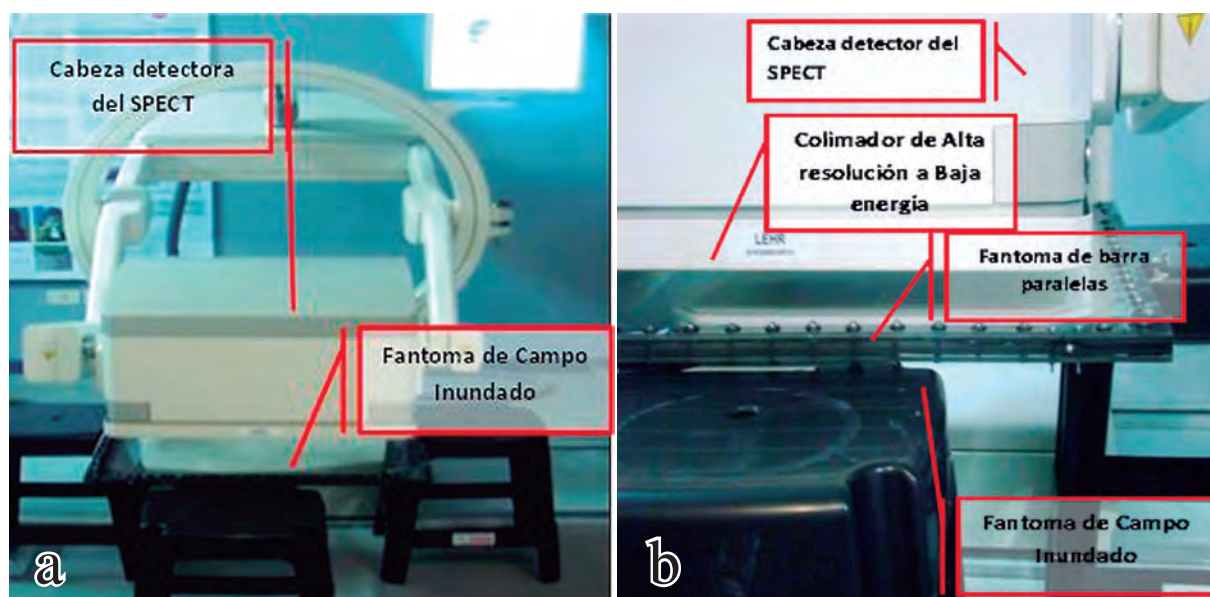 Cabeza detectora
del SPECT
Fantoma de Campo
Inundado
a
Cabeza detector del
SPECT
Colimador de Alta
resolución a Baja
energia
LEHR
Fantoma de barra
paralelas
Fantoma de Campo
Inundado
b